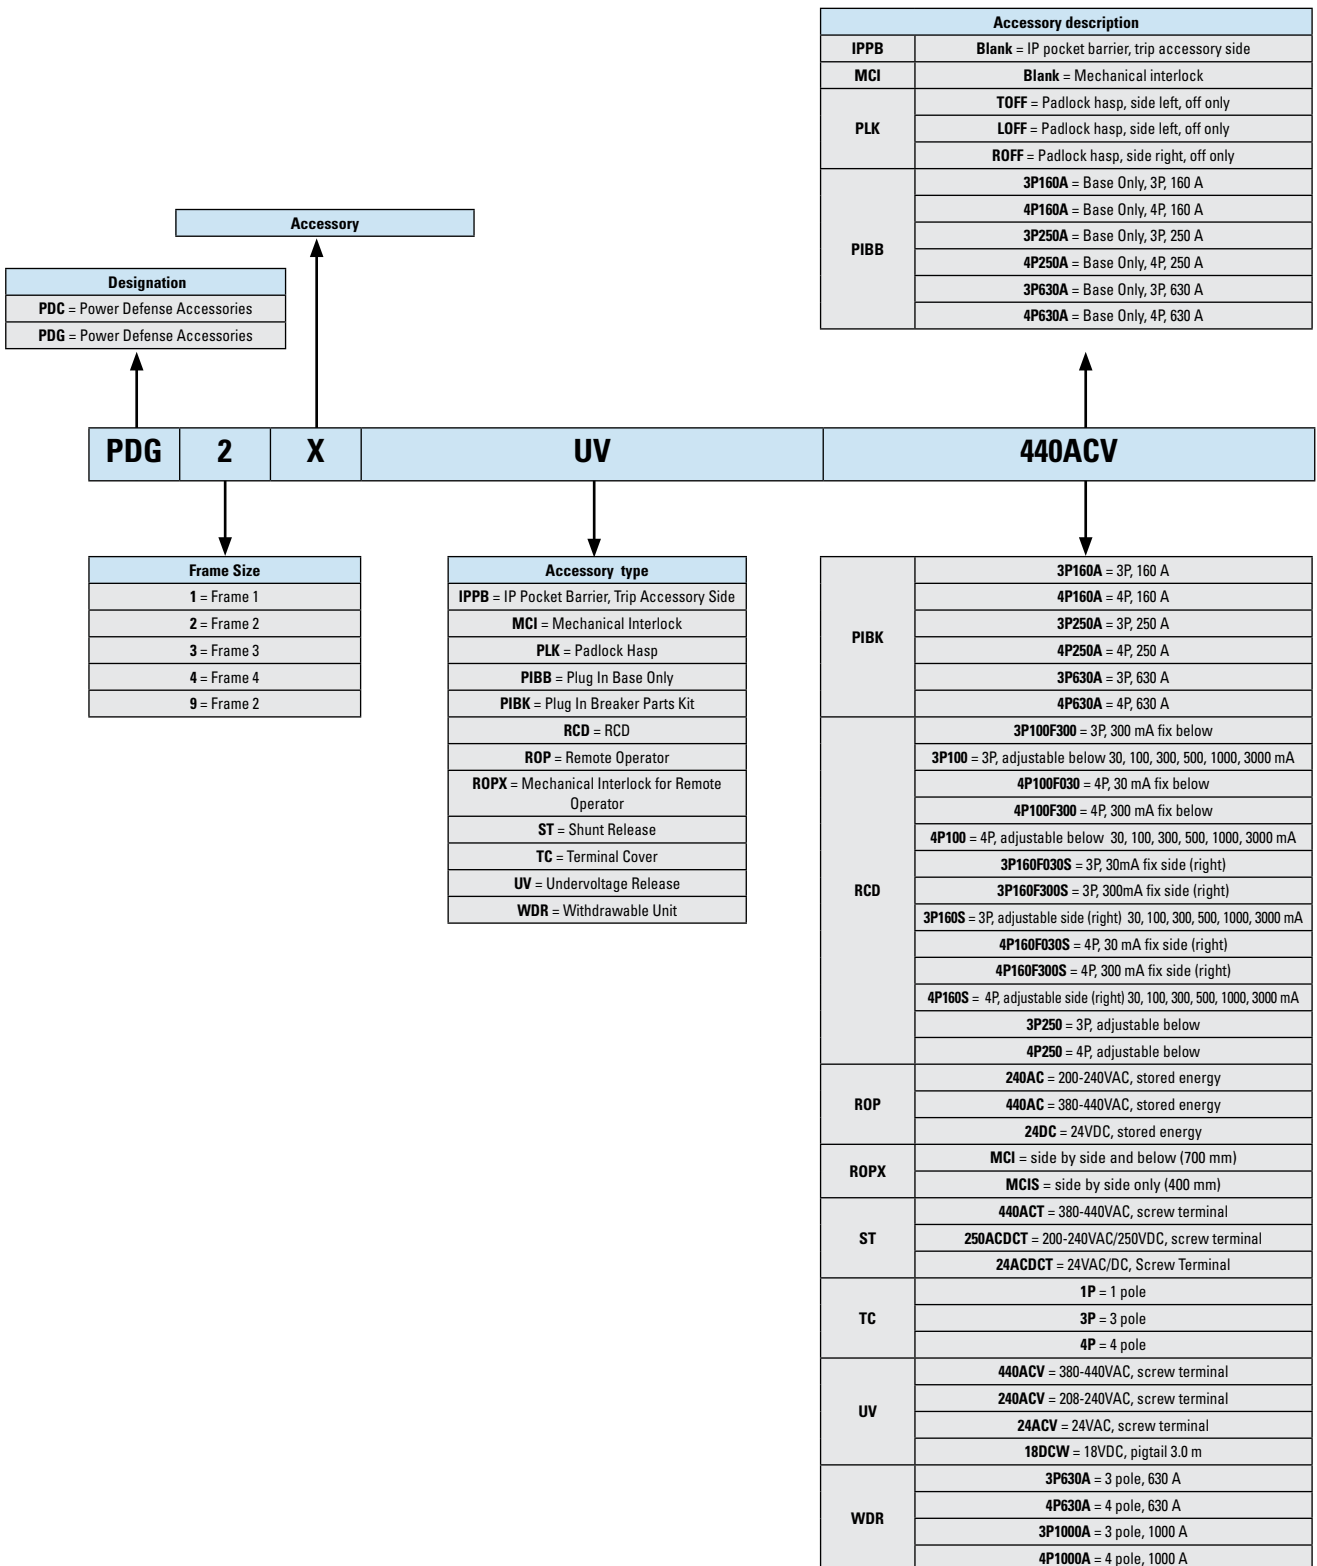 Accessory description
IPPB
Blank = IP pocket barrier, trip accessory side
MCI
Blank = Mechanical interlock
PLK
TOFF = Padlock hasp, side left, off only
LOFF = Padlock hasp, side left, off only
ROFF = Padlock hasp, side right, off only
PIBB
3P160A = Base Only, 3P, 160 A
4P160A = Base Only, 4P, 160 A
3P250A = Base Only, 3P, 250 A
4P250A = Base Only, 4P, 250 A
3P630A = Base Only, 3P, 630 A
4P630A = Base Only, 4P, 630 A
Accessory
Designation
PDC = Power Defense Accessories
PDG = Power Defense Accessories
PDG 2 X UV 440ACV
Frame Size
1 = Frame 1
2 = Frame 2
3 = Frame 3
4 = Frame 4
9 = Frame 2
Accessory type
IPPB = IP Pocket Barrier, Trip Accessory Side
MCI = Mechanical Interlock
PLK = Padlock Hasp
PIBB = Plug In Base Only
PIBK = Plug In Breaker Parts Kit
RCD = RCD
ROP = Remote Operator
ROPX = Mechanical Interlock for Remote
Operator
ST = Shunt Release
TC = Terminal Cover
UV = Undervoltage Release
WDR = Withdrawable Unit
PIBK
3P160A = 3P, 160 A
4P160A = 4P, 160 A
3P250A = 3P, 250 A
4P250A = 4P, 250 A
3P630A = 3P, 630 A
4P630A = 4P, 630 A
RCD
3P100F300 = 3P, 300 mA fix below
3P100 = 3P, adjustable below 30, 100, 300, 500, 1000, 3000 mA
4P100F030 = 4P, 30 mA fix below
4P100F300 = 4P, 300 mA fix below
4P100 = 4P, adjustable below 30, 100, 300, 500, 1000, 3000 mA
3P160F030S = 3P, 30mA fix side (right)
3P160F300S = 3P, 300mA fix side (right)
3P160S = 3P, adjustable side (right) 30, 100, 300, 500, 1000, 3000 mA
4P160F030S = 4P, 30 mA fix side (right)
4P160F300S = 4P, 300 mA fix side (right)
4P160S = 4P, adjustable side (right) 30, 100, 300, 500, 1000, 3000 mA
3P250 = 3P, adjustable below
4P250 = 4P, adjustable below
ROP
240AC = 200-240VAC, stored energy
440AC = 380-440VAC, stored energy
24DC = 24VDC, stored energy
ROPX
MCI = side by side and below (700 mm)
MCIS = side by side only (400 mm)
ST
440ACT = 380-440VAC, screw terminal
250ACDCT = 200-240VAC/250VDC, screw terminal
24ACDCT = 24VAC/DC, Screw Terminal
TC
1P = 1 pole
3P = 3 pole
4P = 4 pole
UV
440ACV = 380-440VAC, screw terminal
240ACV = 208-240VAC, screw terminal
24ACV = 24VAC, screw terminal
18DCW = 18VDC, pigtail 3.0 m
WDR
3P630A = 3 pole, 630 A
4P630A = 4 pole, 630 A
3P1000A = 3 pole, 1000 A
4P1000A = 4 pole, 1000 A